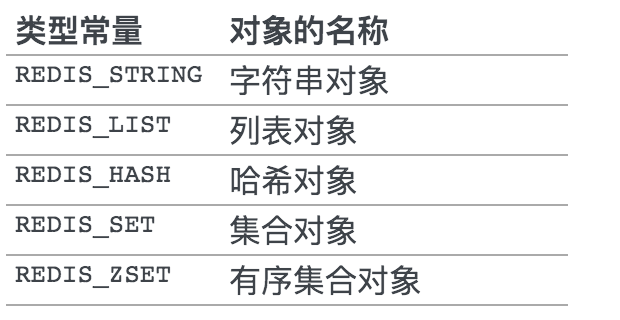 类型常量 对象的名称
REDIS_STRING 字符串对象
REDIS_LIST 列表对象
REDIS_HASH 哈希对象
REDIS_SET 集合对象
REDIS_ZSET 有序集合对象